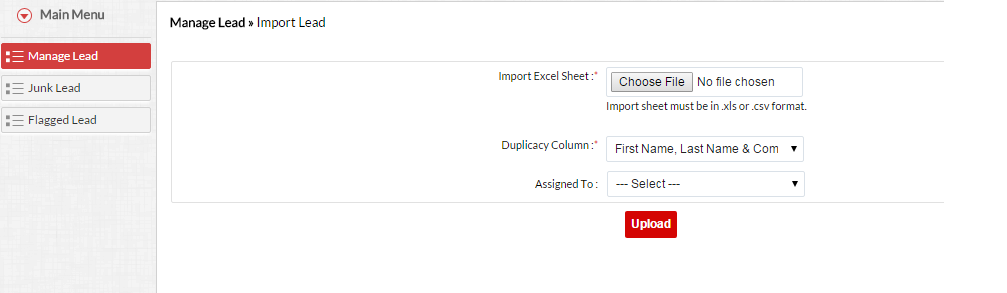 Main Menu
Manage Lead
Junk Lead
Flagged Lead
Manage Lead » Import Lead
Import Excel Sheet :*
Choose File No file chosen
Import sheet must be in .xls or .csv format.
Duplicacy Column :*
First Name, Last Name & Com
Assigned To :
--- Select ---
Upload